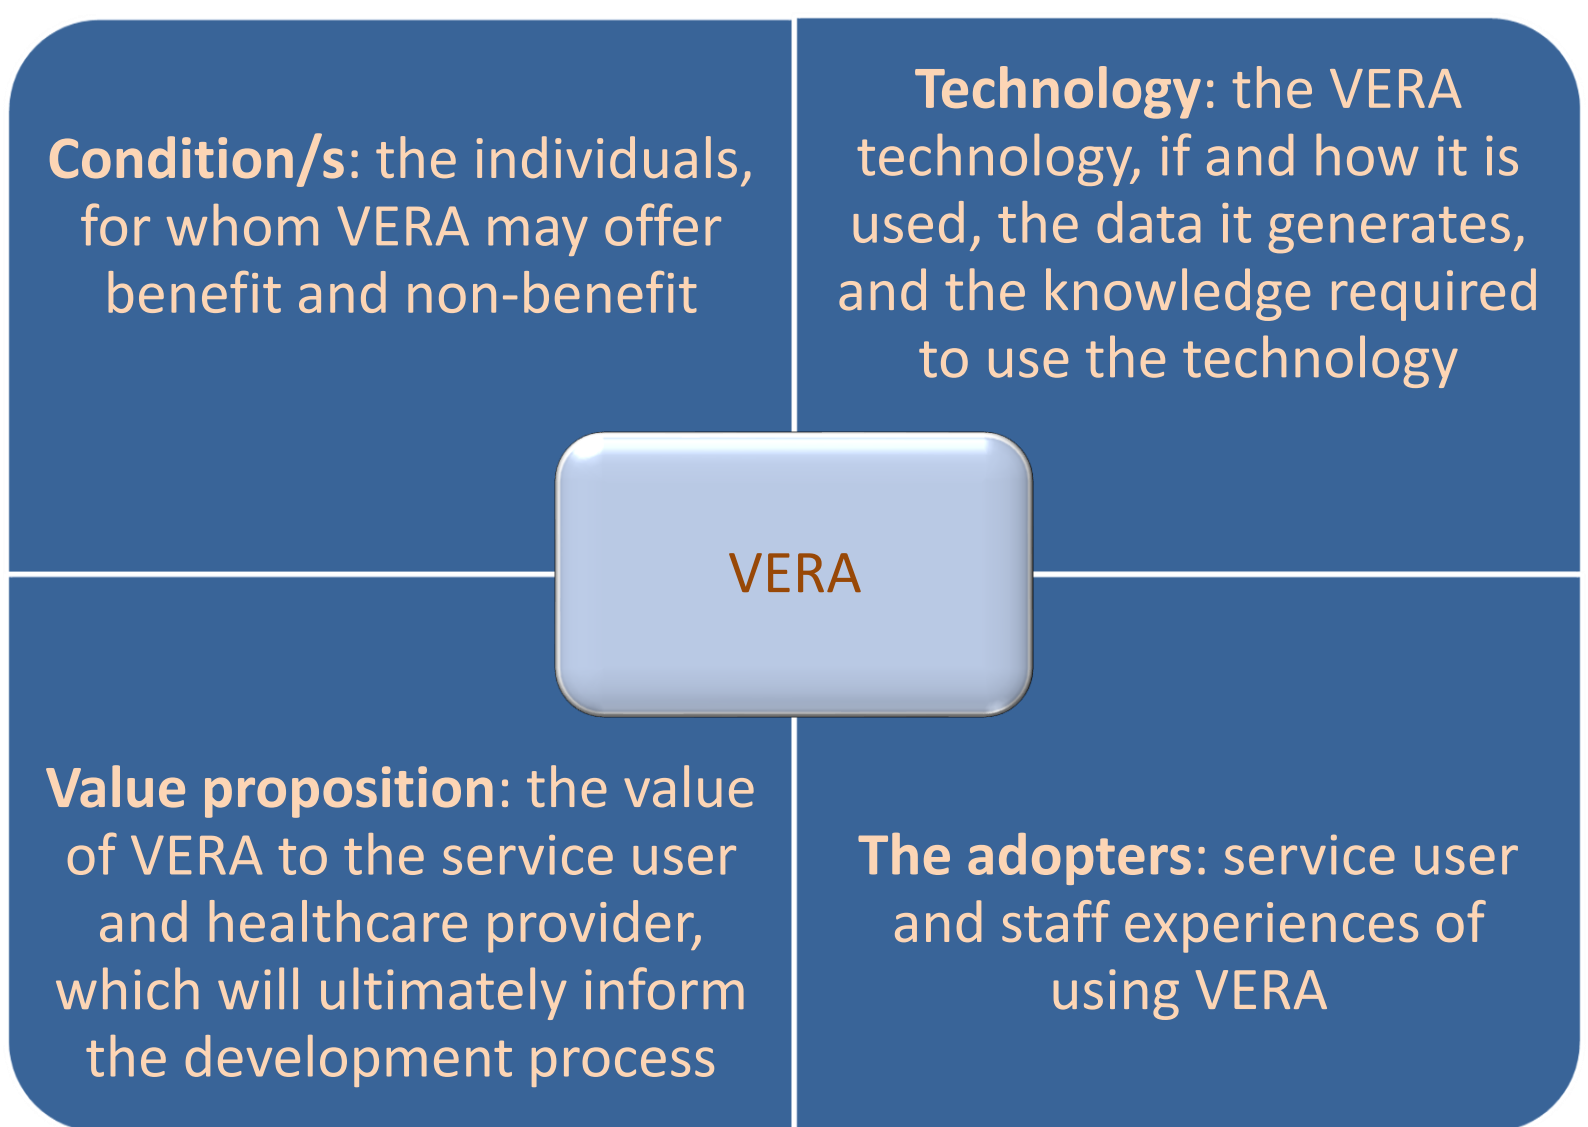 Condition/s: the individuals,
for whom VERA may offer
benefit and non-benefit
Technology: the VERA
technology, if and how it is
used, the data it generates,
and the knowledge required
to use the technology
VERA
Value proposition: the value
of VERA to the service user
and healthcare provider,
which will ultimately inform
the development process
The adopters: service user
and staff experiences of
using VERA